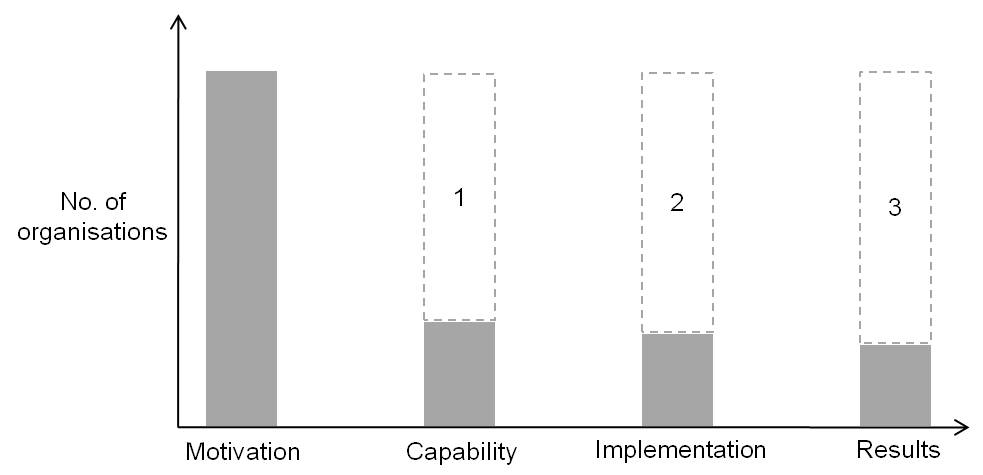 No. of
organisations
1
2
3
Motivation
Capability
Implementation
Results